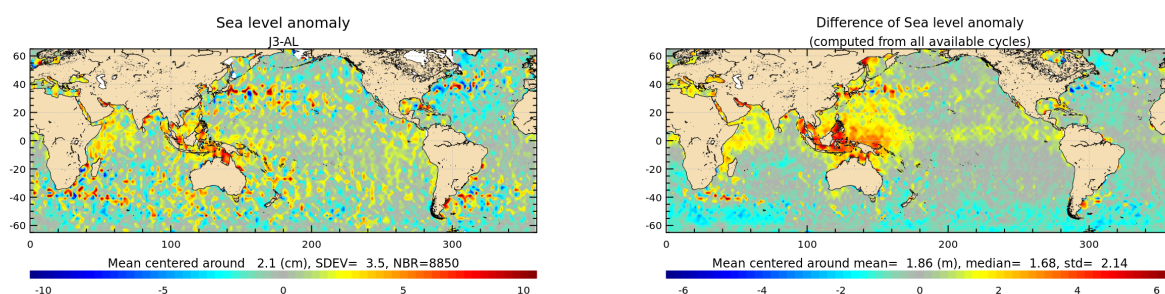 Sea level anomaly
J3-AL
60
40
20
0
-20
-40
-60
0 100 200 300
Mean centered around 2.1 (cm), SDEV= 3.5, NBR=8850
-10 -5 0 5 10
Difference of Sea level anomaly
(computed from all available cycles)
60
40
20
0
-20
-40
-60
0 100 200 300
Mean centered around mean= 1.86 (m), median= 1.68, std= 2.14
-6 -4 -2 0 2 4 6